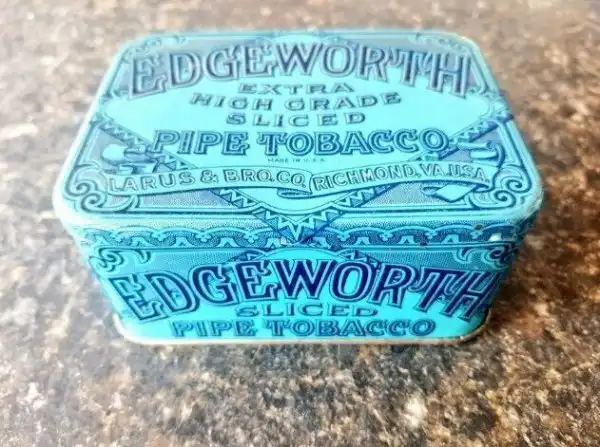 EDGEWORTH
EXTRA
HIGH GRADE
SLICED
PIPE TOBACCO
MADE IN U.S.A.
LARUS & BRO. CO. RICHMOND, VA. U.S.A.
EDGEWORTH
SLICED
PIPE TOBACCO